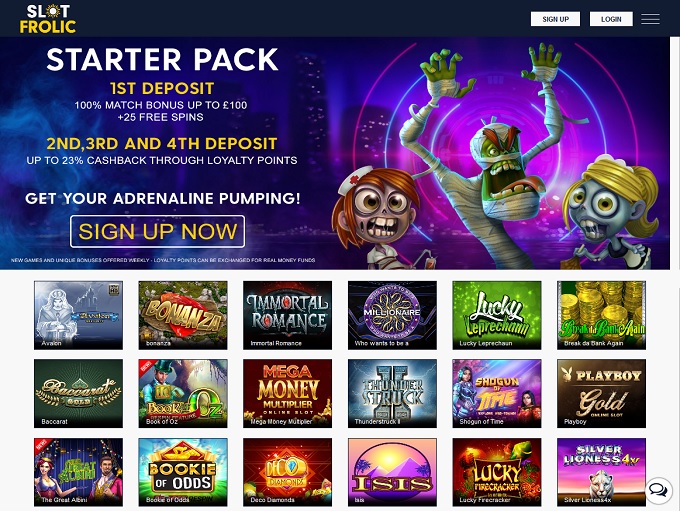 SLOT
FROLIC
SIGN UP
LOGIN
STARTER PACK
1ST DEPOSIT
100% MATCH BONUS UP TO £100
+25 FREE SPINS
2ND,3RD AND 4TH DEPOSIT
UP TO 23% CASHBACK THROUGH LOYALTY POINTS
GET YOUR ADRENALINE PUMPING!
SIGN UP NOW
NEW GAMES AND UNIQUE BONUSES OFFERED WEEKLY - LOYALTY POINTS CAN BE EXCHANGED FOR REAL MONEY FUNDS
Avalon
BONANZA
IMMORTAL
ROMANCE
MILLIONAIRE
Lucky
Leprechaun
Break da Bank Again
Avalon
bonanza
Immortal Romance
Who wants to be a
Lucky Leprechaun
Break da Bank Again
Baccarat
GOLD
BOOK OF
OZ
MEGA
MONEY
MULTIPLIER
ONLINE SLOT
THUNDER
STRUCK
II
SHOGUN
OF
TIME
PLAYBOY
Gold
ONLINE SLOT
Baccarat
Book of Oz
Mega Money Multiplier
Thunderstruck II
Shogun of Time
Playboy
THE GREAT
ALBINI
BOOKIE
OF ODDS
DECO
DIAMONDS
ISIS
LUCKY
FIRECRACKER
SILVER
LIONESS 4X
The Great Albini
Bookie of Odds
Deco Diamonds
Isis
Lucky Firecracker
Silver Lioness4x